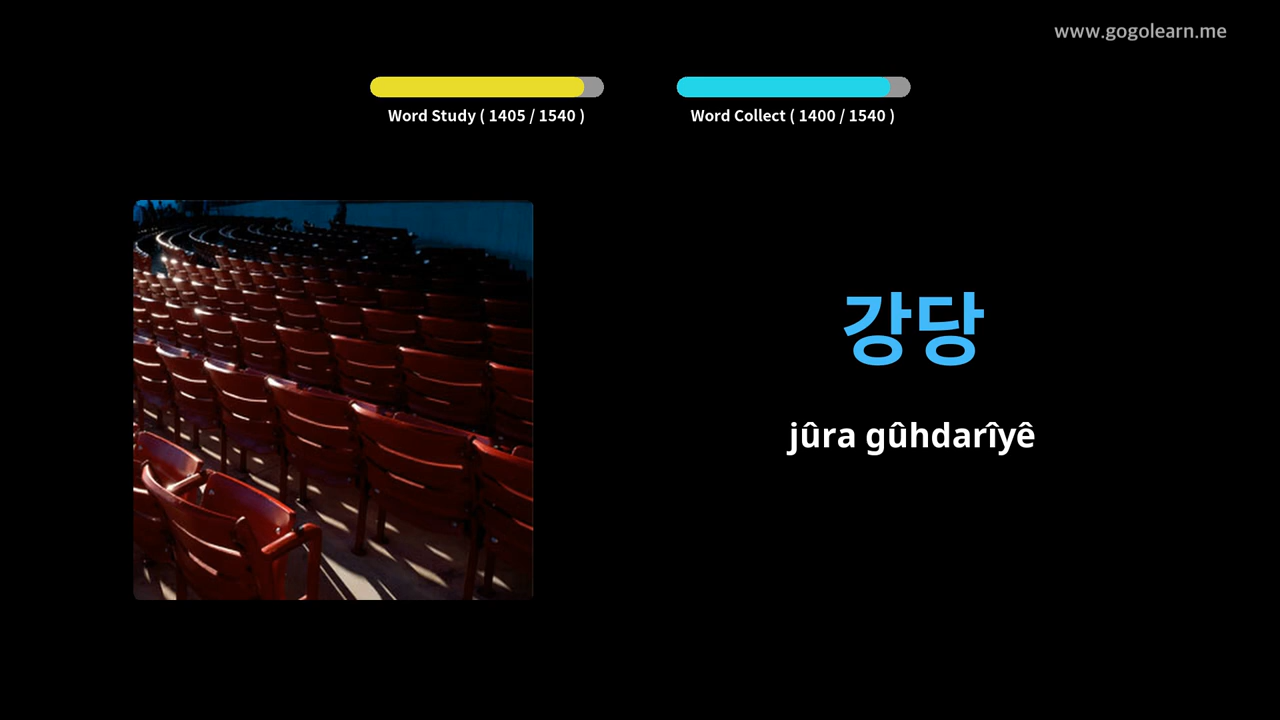 www.gogolearn.me
Word Study ( 1405 / 1540 )
Word Collect ( 1400 / 1540 )
강당
jûra gûhdarîyê